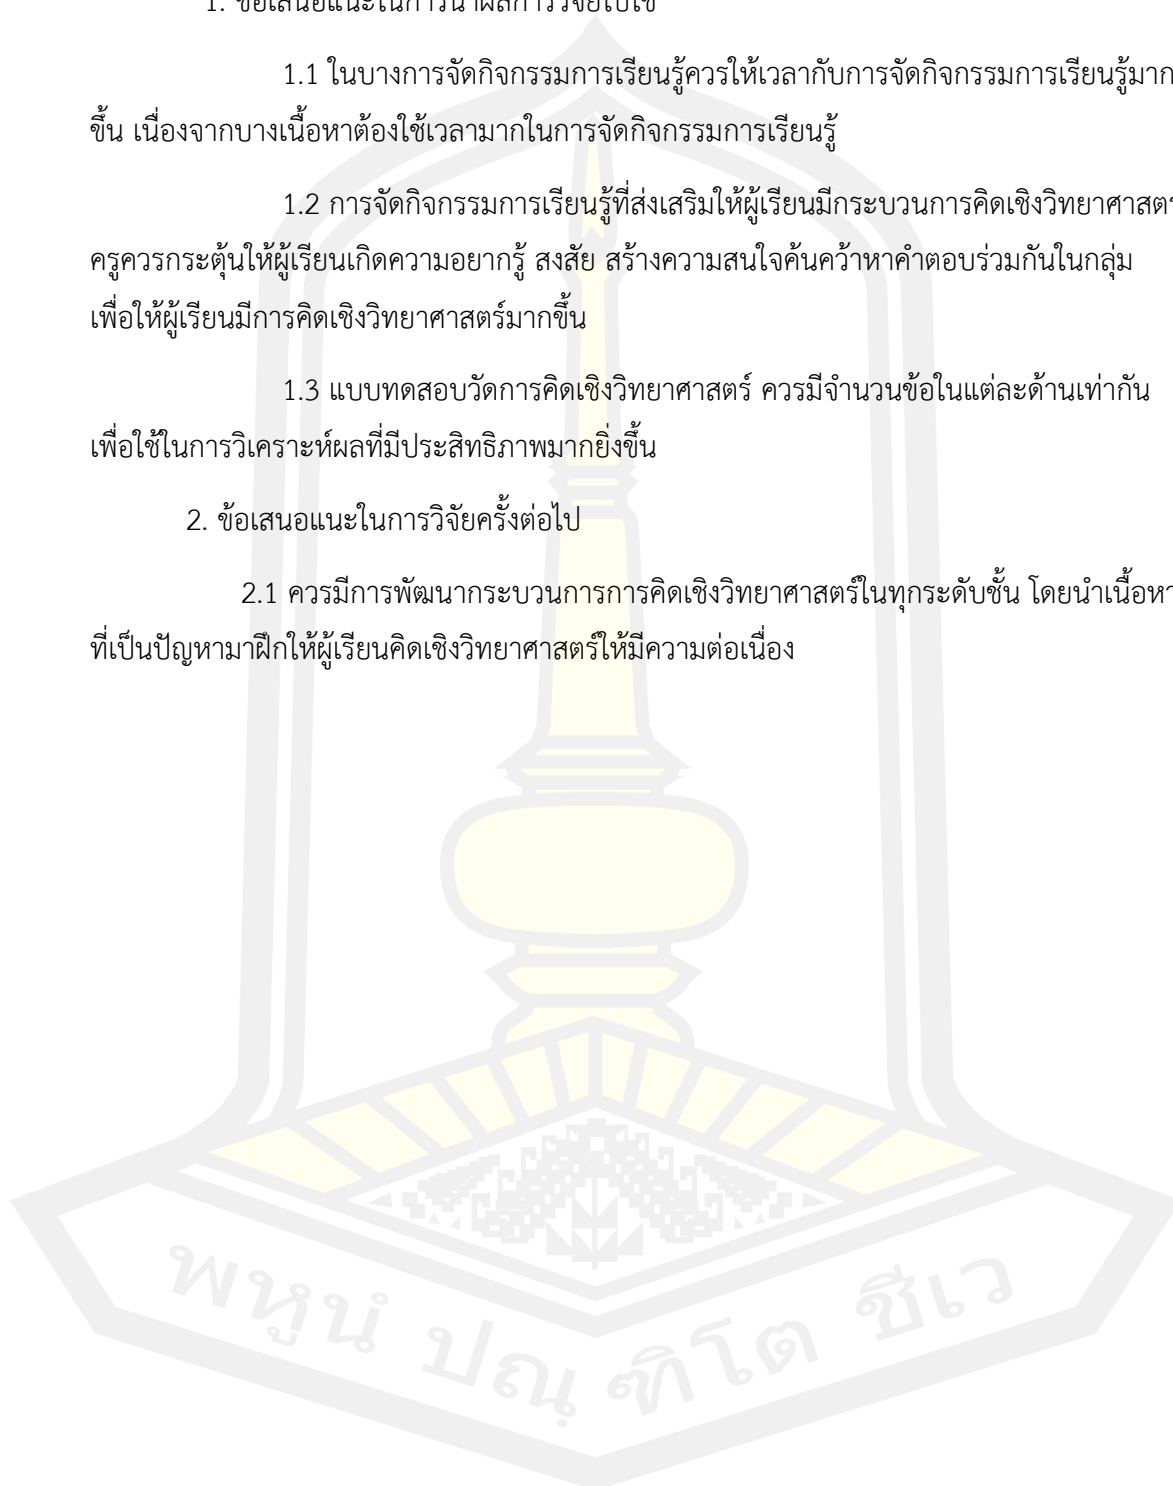 1. ข้อเสนอแนะในการนำผลการวิจัยไปใช้
1.1 ในบางการจัดกิจกรรมการเรียนรู้ควรให้เวลากับการจัดกิจกรรมการเรียนรู้มาก
ขึ้น เนื่องจากบางเนื้อหาต้องใช้เวลามากในการจัดกิจกรรมการเรียนรู้
1.2 การจัดกิจกรรมการเรียนรู้ที่ส่งเสริมให้ผู้เรียนมีกระบวนการคิดเชิงวิทยาศาสตร์
ครูควรกระตุ้นให้ผู้เรียนเกิดความอยากรู้ สงสัย สร้างความสนใจค้นคว้าหาคำตอบร่วมกันในกลุ่ม
เพื่อให้ผู้เรียนมีการคิดเชิงวิทยาศาสตร์มากขึ้น
1.3 แบบทดสอบวัดการคิดเชิงวิทยาศาสตร์ ควรมีจำนวนข้อในแต่ละด้านเท่ากัน
เพื่อใช้ในการวิเคราะห์ผลที่มีประสิทธิภาพมากยิ่งขึ้น
2. ข้อเสนอแนะในการวิจัยครั้งต่อไป
2.1 ควรมีการพัฒนากระบวนการการคิดเชิงวิทยาศาสตร์ในทุกระดับชั้น โดยนำเนื้อหา
ที่เป็นปัญหามาฝึกให้ผู้เรียนคิดเชิงวิทยาศาสตร์ให้มีความต่อเนื่อง
พหูนํ ปณฺฑิโต ชีเว